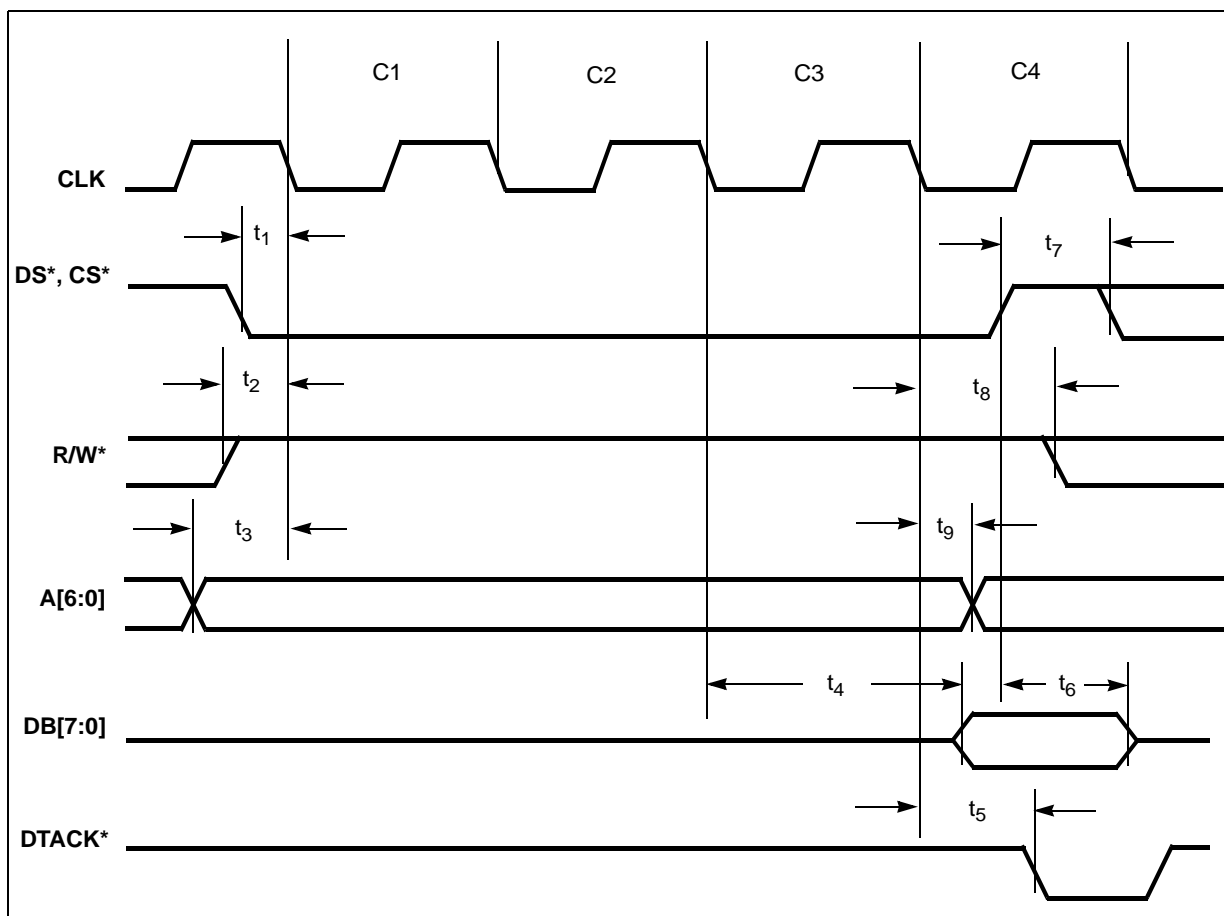 C1 C2 C3 C4
CLK
t1
t7
DS*, CS*
t2 t8
R/W*
t3 t9
A[6:0]
t4 t6
DB[7:0]
t5
DTACK*